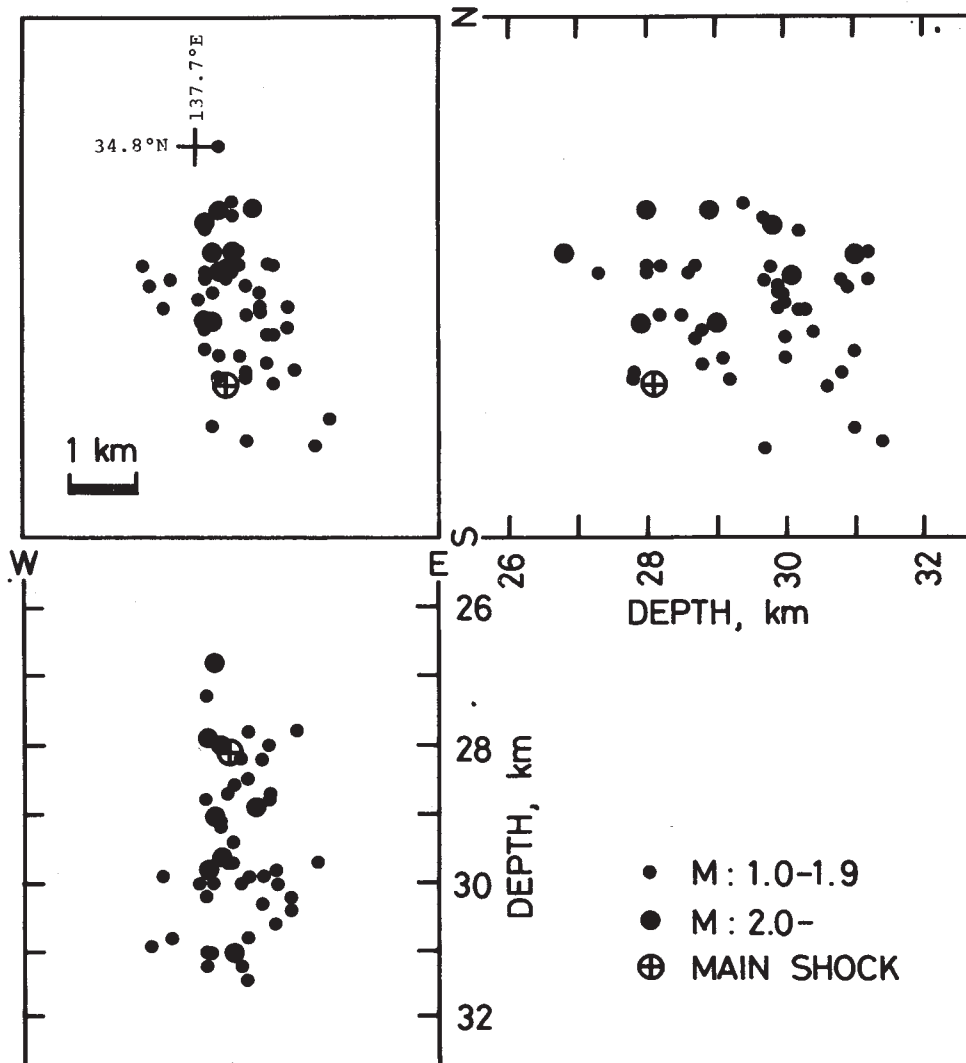 N
137.7°E
34.8°N
1 km
S
W
E
26
28
30
32
DEPTH, km
26
28
30
32
DEPTH, km
M: 1.0-1.9
M: 2.0-
MAIN SHOCK